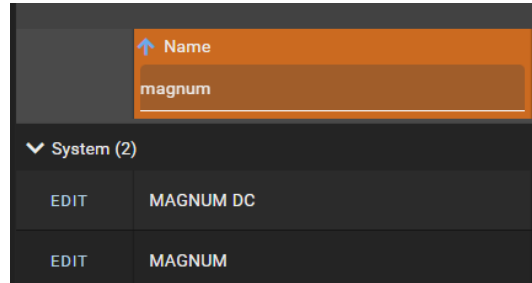 Name
magnum
System (2)
EDIT MAGNUM DC
EDIT MAGNUM